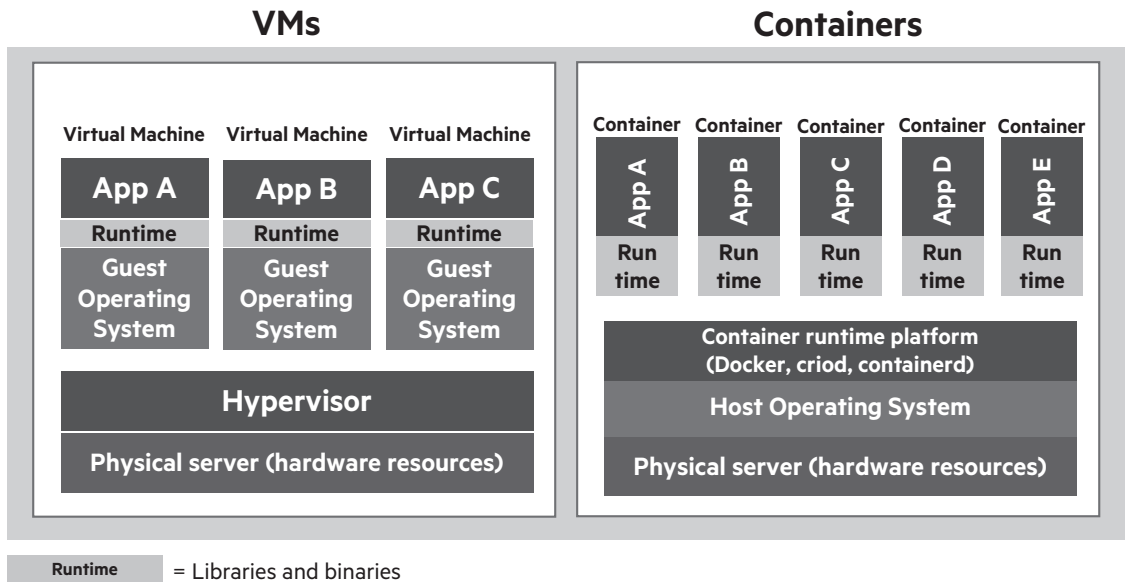 VMs
Containers
Virtual Machine Virtual Machine Virtual Machine
App A App B App C
Runtime Runtime Runtime
Guest Guest Guest
Operating Operating Operating
System System System
Hypervisor
Physical server (hardware resources)
Container Container Container Container Container
App A App B App C App D App E
Run Run Run Run Run
time time time time time
Container runtime platform
(Docker, criod, containerd)
Host Operating System
Physical server (hardware resources)
Runtime = Libraries and binaries